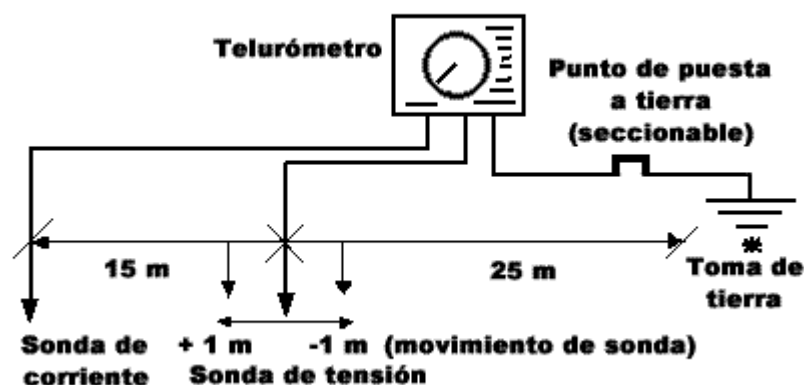 Telurómetro
Punto de puesta
a tierra
(seccionable)
15 m
25 m
Toma de
tierra
Sonda de
corriente
+ 1 m
-1 m (movimiento de sonda)
Sonda de tensión